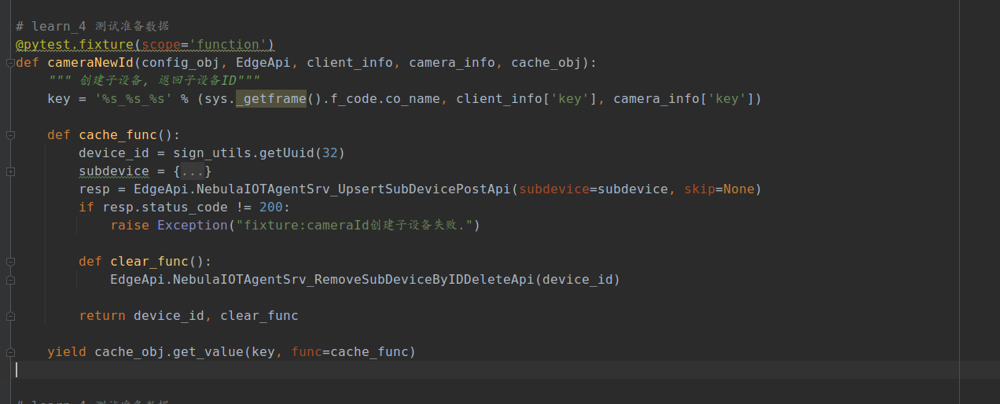 # learn_4 测试准备数据
@pytest.fixture(scope='function')
def cameraNewId(config_obj, EdgeApi, client_info, camera_info, cache_obj):
    """ 创建子设备, 返回子设备ID"""
    key = '%s_%s_%s' % (sys._getframe().f_code.co_name, client_info['key'], camera_info['key'])
    def cache_func():
        device_id = sign_utils.getUuid(32)
        subdevice = {...}
        resp = EdgeApi.NebulaIOTAgentSrv_UpsertSubDevicePostApi(subdevice=subdevice, skip=None)
        if resp.status_code != 200:
            raise Exception("fixture:cameraId创建子设备失败.")
        def clear_func():
            EdgeApi.NebulaIOTAgentSrv_RemoveSubDeviceByIDDeleteApi(device_id)
        return device_id, clear_func
    yield cache_obj.get_value(key, func=cache_func)
# learn_4 测试准备数据